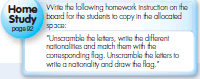 Home
Study
page 92
Write the following homework instruction on the
board for the students to copy in the allocated
space:
"Unscramble the letters, write the different
nationalities and match them with the
corresponding flag. Unscramble the letters to
write a nationality and draw the flag."